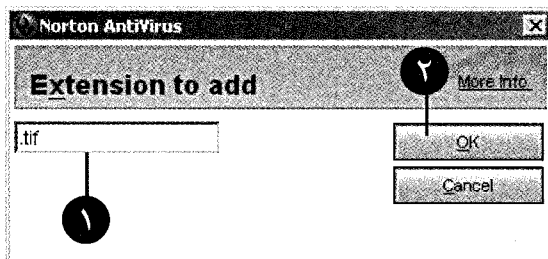 Norton AntiVirus
Extension to add
٢
More Info.
.tif
OK
Cancel
١